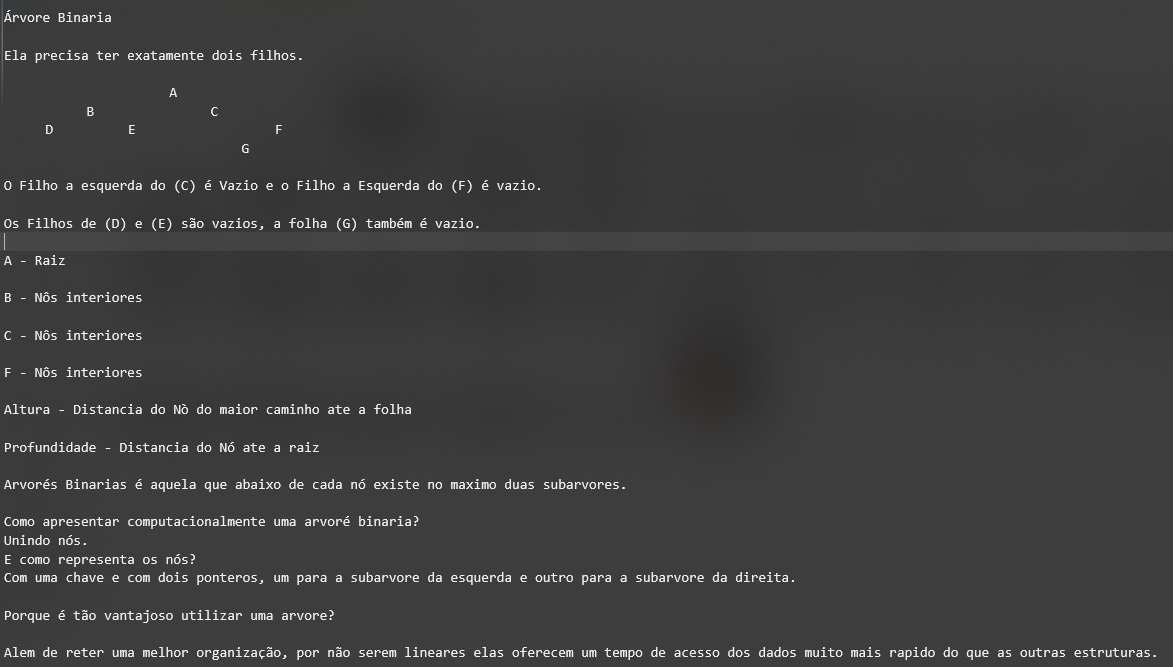 Árvore Binaria
Ela precisa ter exatamente dois filhos.
A
B C
D E F
G
O Filho a esquerda do (C) é Vazio e o Filho a Esquerda do (F) é vazio.
Os Filhos de (D) e (E) são vazios, a folha (G) também é vazio.
A - Raiz
B - Nôs interiores
C - Nôs interiores
F - Nôs interiores
Altura - Distancia do Nò do maior caminho ate a folha
Profundidade - Distancia do Nó ate a raiz
Arvorés Binarias é aquela que abaixo de cada nó existe no maximo duas subarvores.
Como apresentar computacionalmente uma arvoré binaria?
Unindo nós.
E como representa os nós?
Com uma chave e com dois ponteros, um para a subarvore da esquerda e outro para a subarvore da direita.
Porque é tão vantajoso utilizar uma arvore?
Alem de reter uma melhor organização, por não serem lineares elas oferecem um tempo de acesso dos dados muito mais rapido do que as outras estruturas.